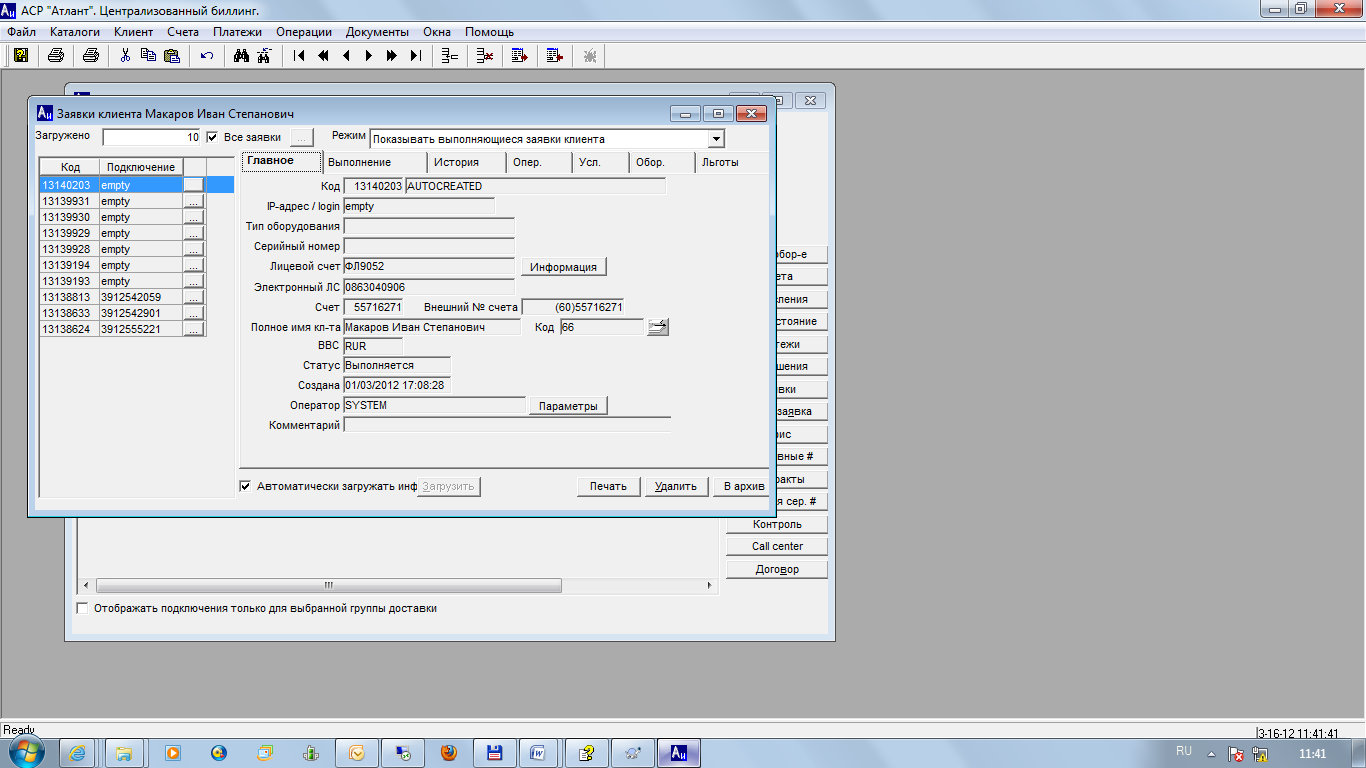 АСР "Атлант". Централизованный биллинг.
Файл Каталоги Клиент Счета Платежи Операции Документы Окна Помощь
Заявки клиента Макаров Иван Степанович
Загружено 10 Все заявки ... Режим Показывать выполняющиеся заявки клиента
Код Подключение
13140203 empty
13139931 empty ...
13139930 empty ...
13139929 empty ...
13139928 empty ...
13139194 empty ...
13139193 empty ...
13138813 3912542059 ...
13138633 3912542901 ...
13138624 3912555221 ...
Главное Выполнение История Опер. Усл. Обор. Льготы
Код 13140203 AUTOCREATED
IP-адрес / login empty
Тип оборудования
Серийный номер
Лицевой счет ФЛ9052 Информация
Электронный ЛС 0863040906
Счет 55716271 Внешний № счета (60)55716271
Полное имя кл-та Макаров Иван Степанович Код 66
ВВС RUR
Статус Выполняется
Создана 01/03/2012 17:08:28
Оператор SYSTEM Параметры
Комментарий
Автоматически загружать инф Загрузить Печать Удалить В архив
бор-е
ета
ления
стояние
тежи
шения
вки
заявка
ис
вные #
ракты
я сер. #
Контроль
Call center
Договор
Отображать подключения только для выбранной группы доставки
Ready
3-16-12 11:41:41
RU 11:41